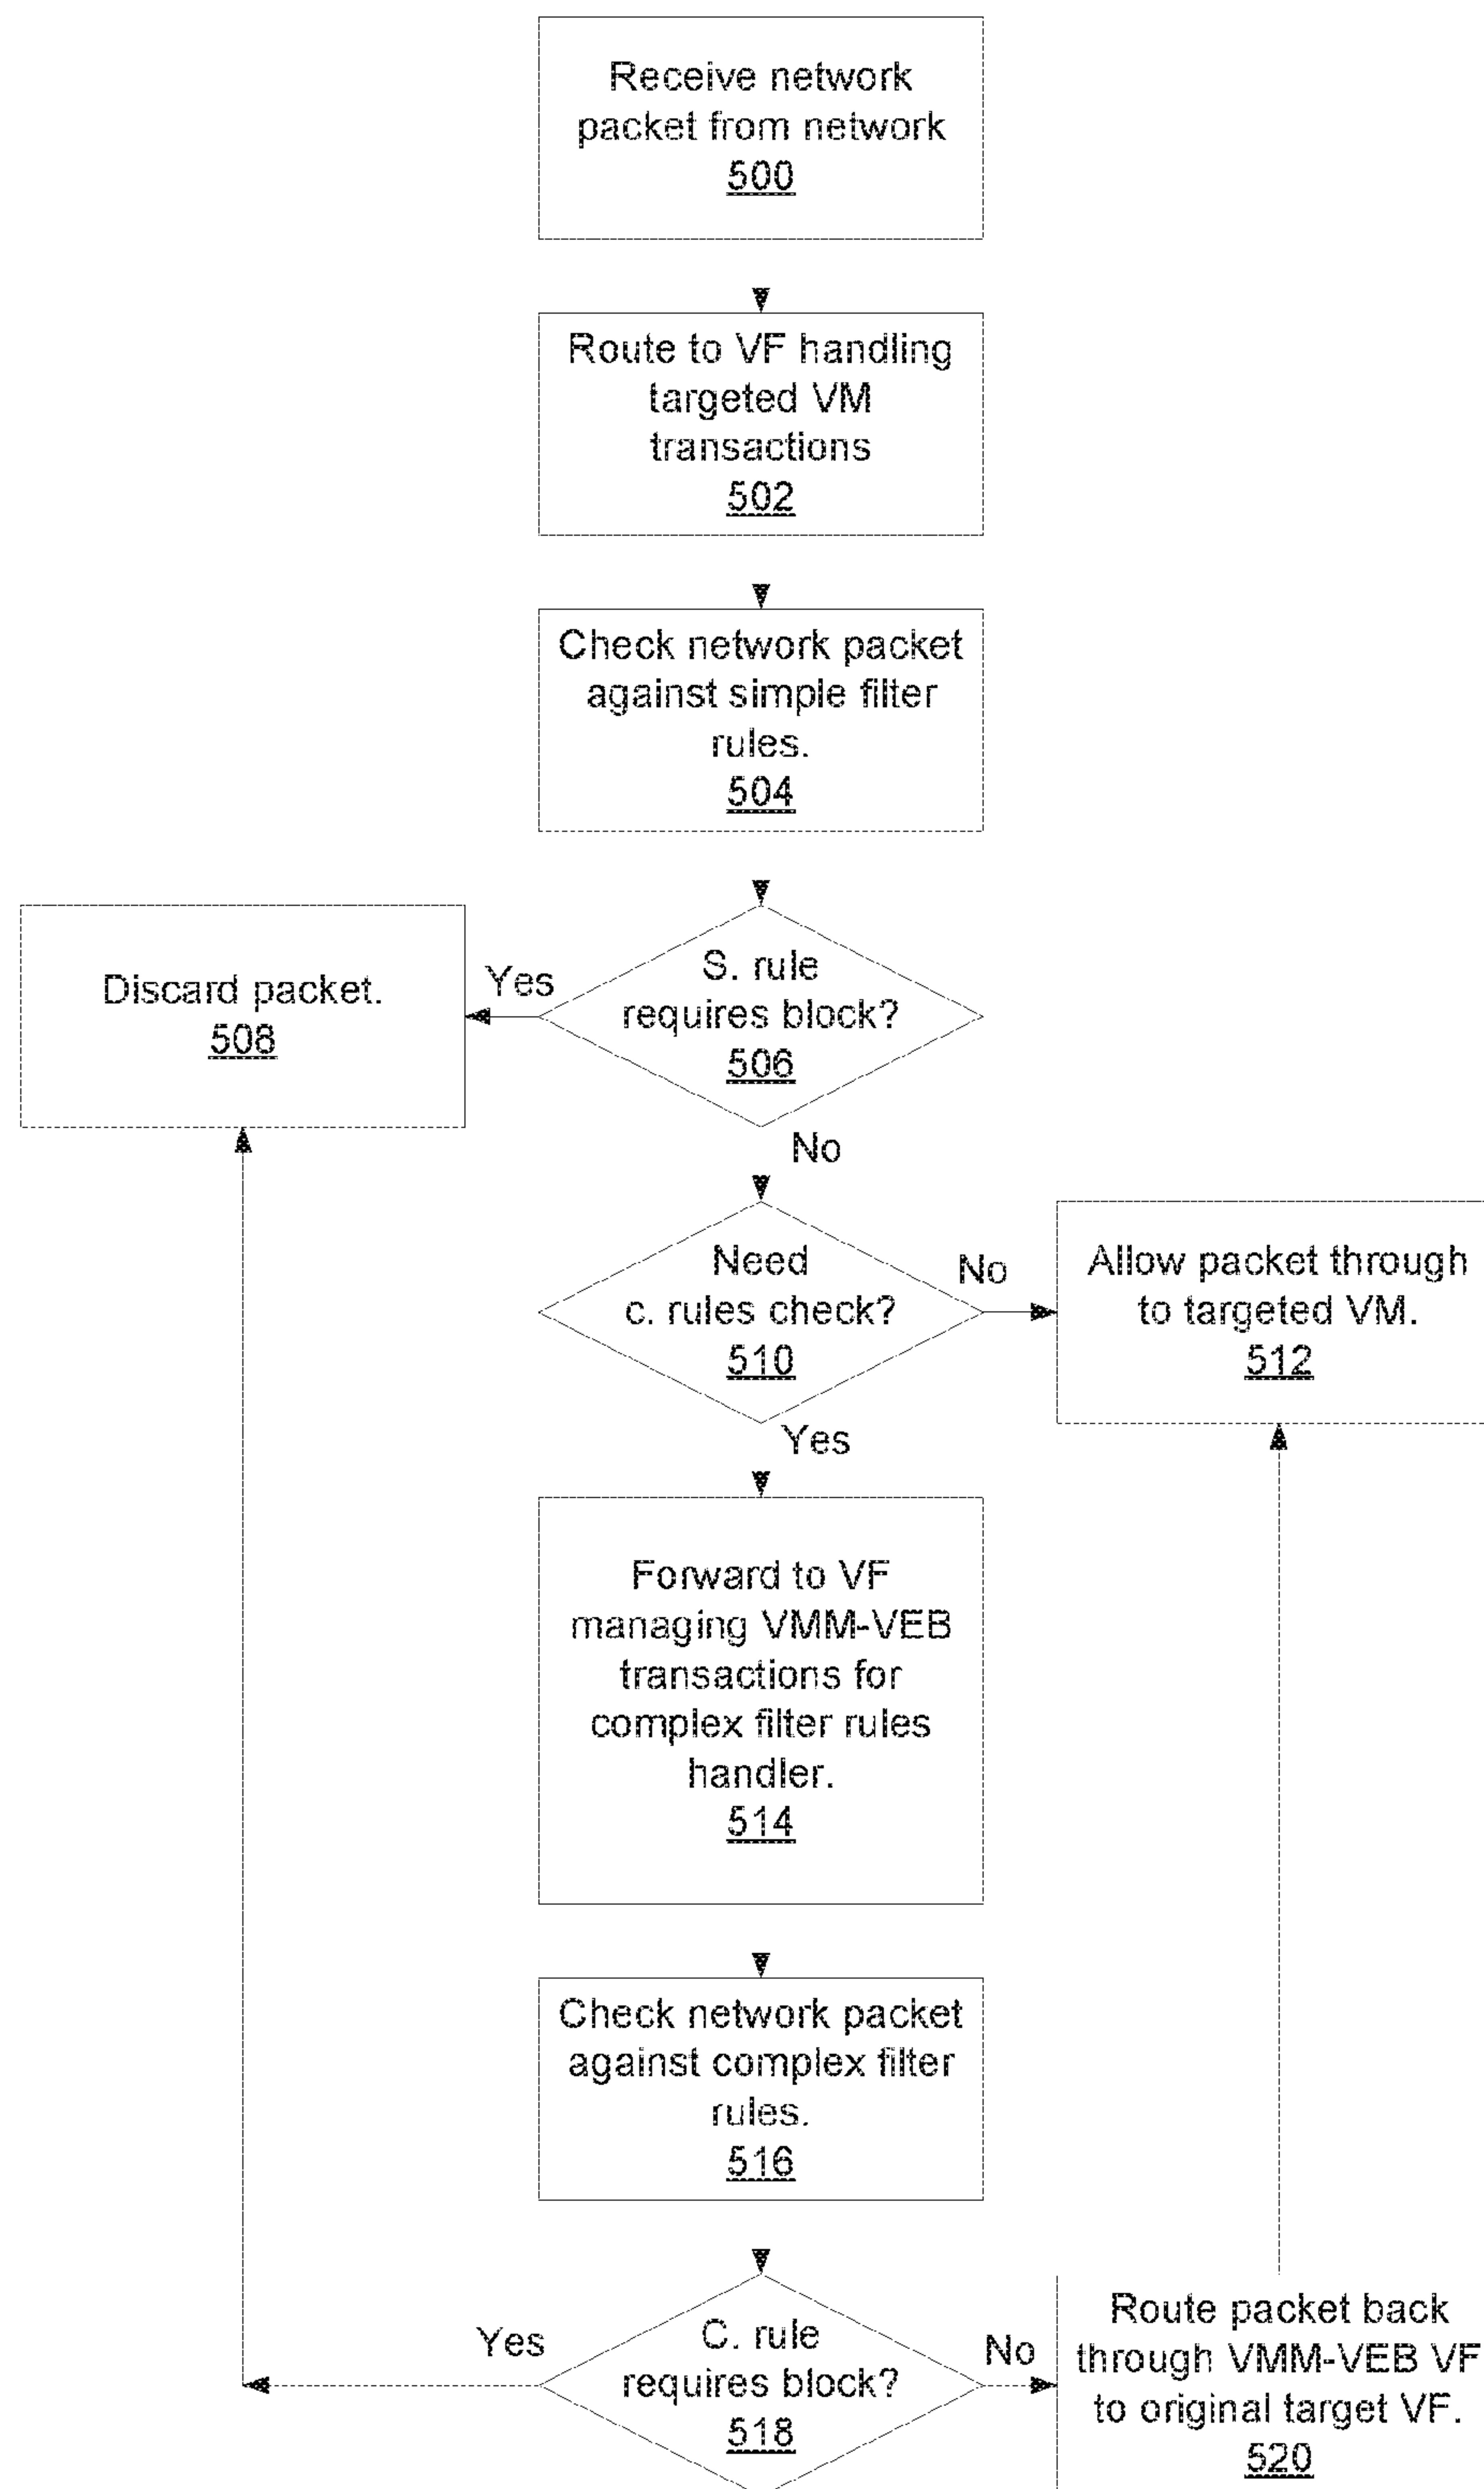 Receive network
packet from network
500
Route to VF handling
targeted VM
transactions
502
Check network packet
against simple filter
rules.
504
Discard packet.
508
Yes
S. rule
requires block?
506
No
Need
c. rules check?
510
No
Allow packet through
to targeted VM.
512
Yes
Forward to VF
managing VMM-VEB
transactions for
complex filter rules
handler.
514
Check network packet
against complex filter
rules.
516
Yes
C. rule
requires block?
518
No
Route packet back
through VMM-VEB VF
to original target VF.
520